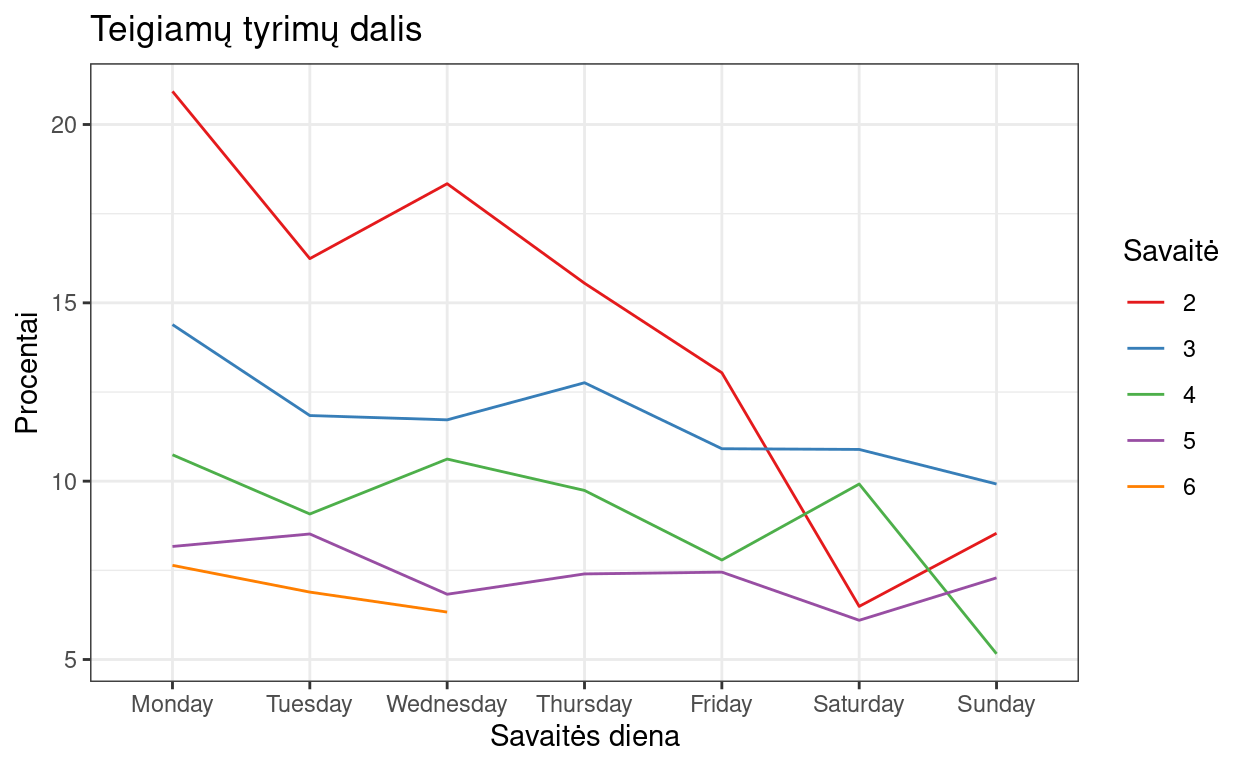 Teigiamų tyrimų dalis
Procentai
20
15
10
5
Monday Tuesday Wednesday Thursday Friday Saturday Sunday
Savaitės diena
Savaitė
2
3
4
5
6